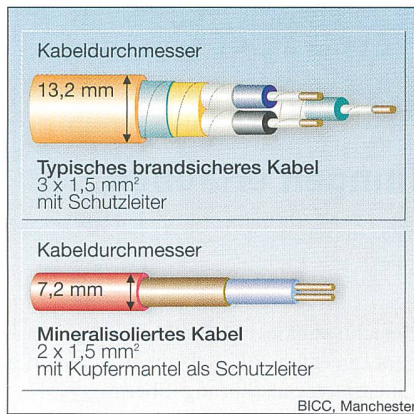 Kabeldurchmesser
13,2 mm
Typisches brandsicheres Kabel
3 x 1,5 mm²
mit Schutzleiter
Kabeldurchmesser
7,2 mm
Mineralisoliertes Kabel
2 x 1,5 mm²
mit Kupfermantel als Schutzleiter
BICC, Manchester